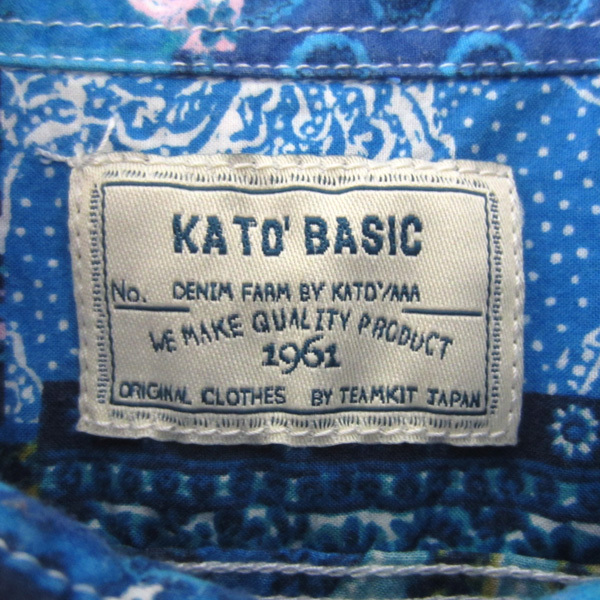 KATO' BASIC
No. DENIM FARM BY KATO'/AAA
WE MAKE QUALITY PRODUCT
1961
ORIGINAL CLOTHES BY TEAMKIT JAPAN